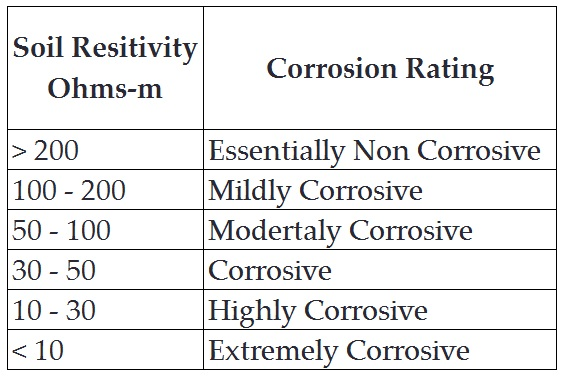 Soil Resitivity
Ohms-m
Corrosion Rating
> 200 Essentially Non Corrosive
100 - 200 Mildly Corrosive
50 - 100 Modertaly Corrosive
30 - 50 Corrosive
10 - 30 Highly Corrosive
< 10 Extremely Corrosive